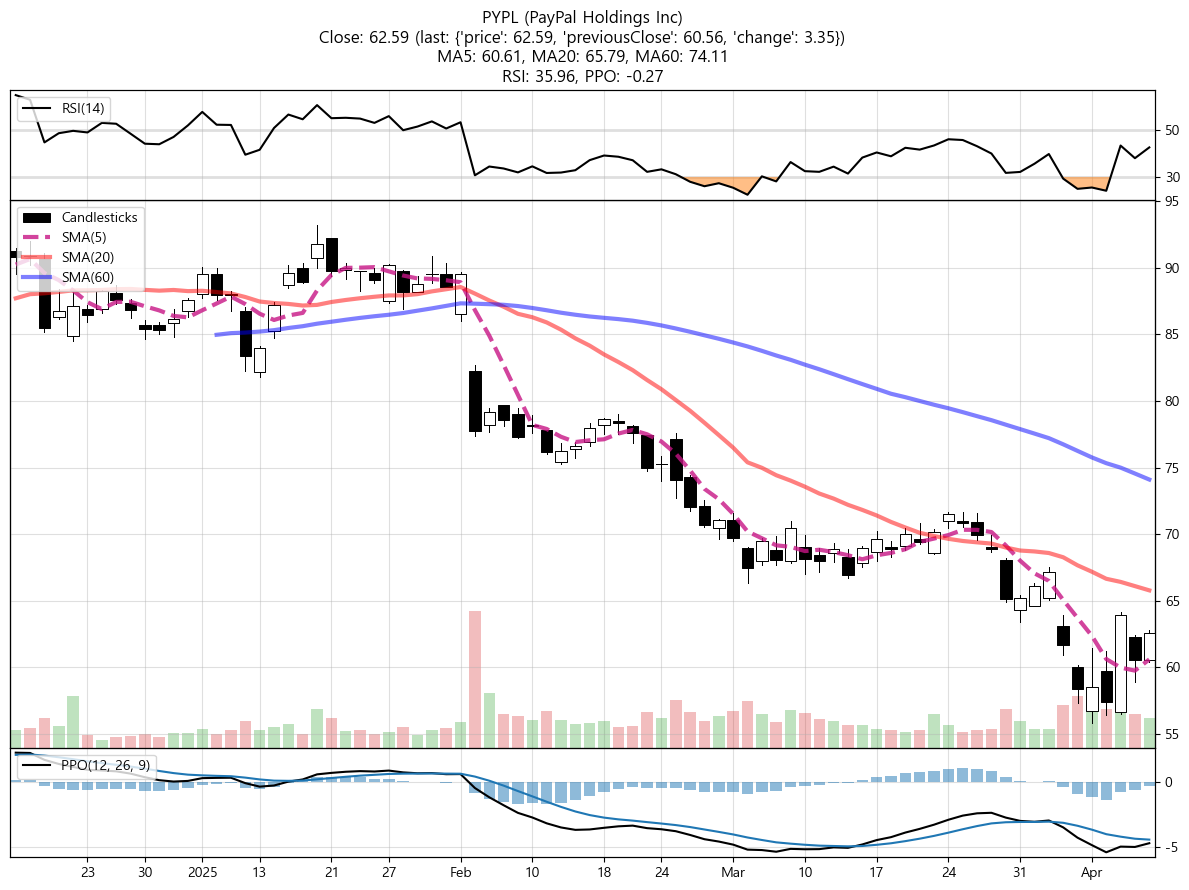 PYPL (PayPal Holdings Inc)
Close: 62.59 (last: {'price': 62.59, 'previousClose': 60.56, 'change': 3.35})
MA5: 60.61, MA20: 65.79, MA60: 74.11
RSI: 35.96, PPO: -0.27
RSI(14)
50
30
95
Candlesticks
SMA(5)
SMA(20)
SMA(60)
90
85
80
75
70
65
60
55
PPO(12, 26, 9)
0
-5
23 30 2025 13 21 27 Feb 10 18 24 Mar 10 17 24 31 Apr